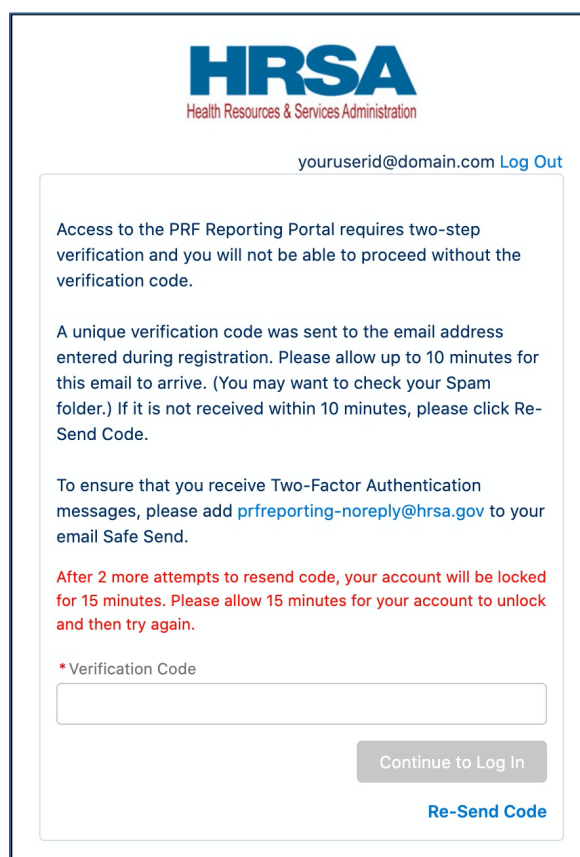 HRSA
Health Resources & Services Administration
youruserid@domain.com Log Out
Access to the PRF Reporting Portal requires two-step
verification and you will not be able to proceed without the
verification code.
A unique verification code was sent to the email address
entered during registration. Please allow up to 10 minutes for
this email to arrive. (You may want to check your Spam
folder.) If it is not received within 10 minutes, please click Re-
Send Code.
To ensure that you receive Two-Factor Authentication
messages, please add prfreporting-noreply@hrsa.gov to your
email Safe Send.
After 2 more attempts to resend code, your account will be locked
for 15 minutes. Please allow 15 minutes for your account to unlock
and then try again.
* Verification Code
Continue to Log In
Re-Send Code